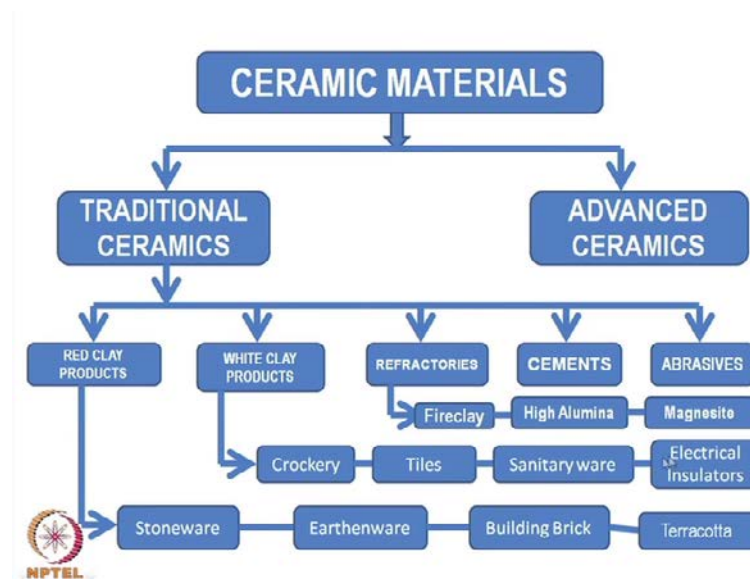 CERAMIC MATERIALS
TRADITIONAL
CERAMICS
ADVANCED
CERAMICS
RED CLAY
PRODUCTS
WHITE CLAY
PRODUCTS
REFRACTORIES
CEMENTS
ABRASIVES
Fireclay
High Alumina
Magnesite
Crockery
Tiles
Sanitary ware
Electrical
Insulators
Stoneware
Earthenware
Building Brick
Terracotta
NPTEL